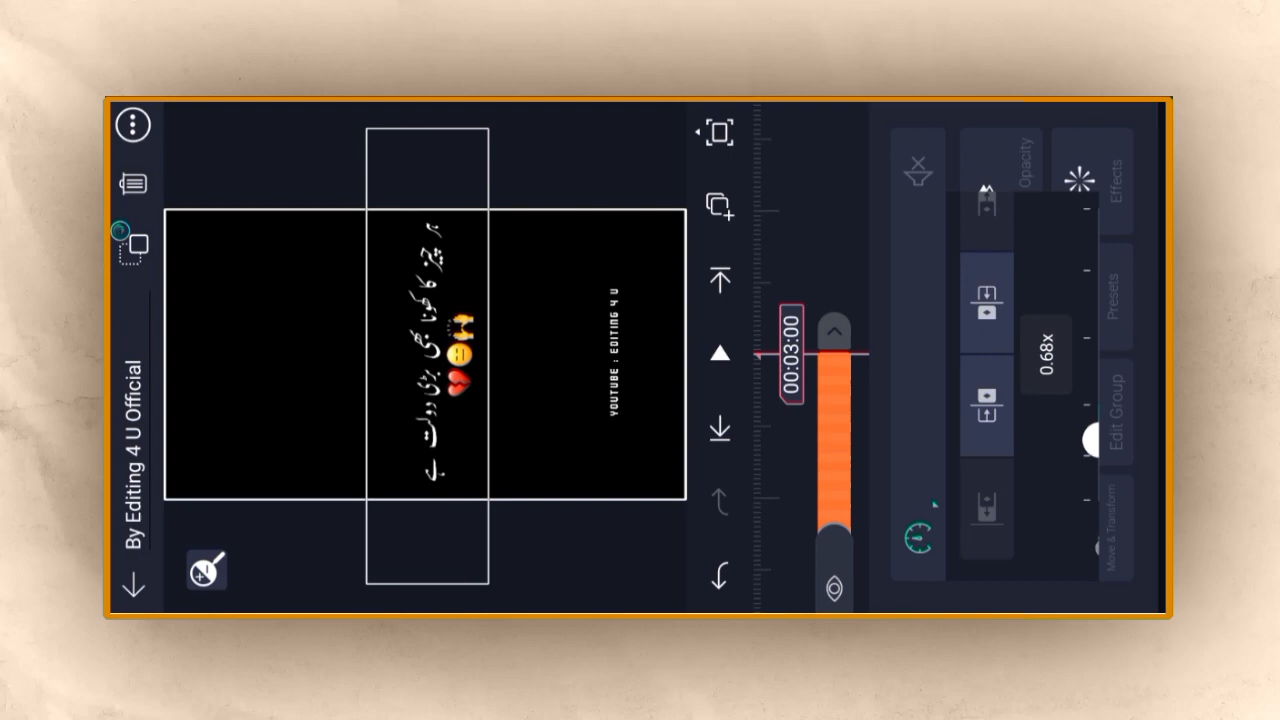 By Editing 4 U Official
ہر چیز کا کھونا بھی بڑی دولت ہے
💔😑🙌
YOUTUBE : EDITING 4 U
00:03:00
0.68x
Opacity
Move & Transform
Edit Group
Presets
Effects